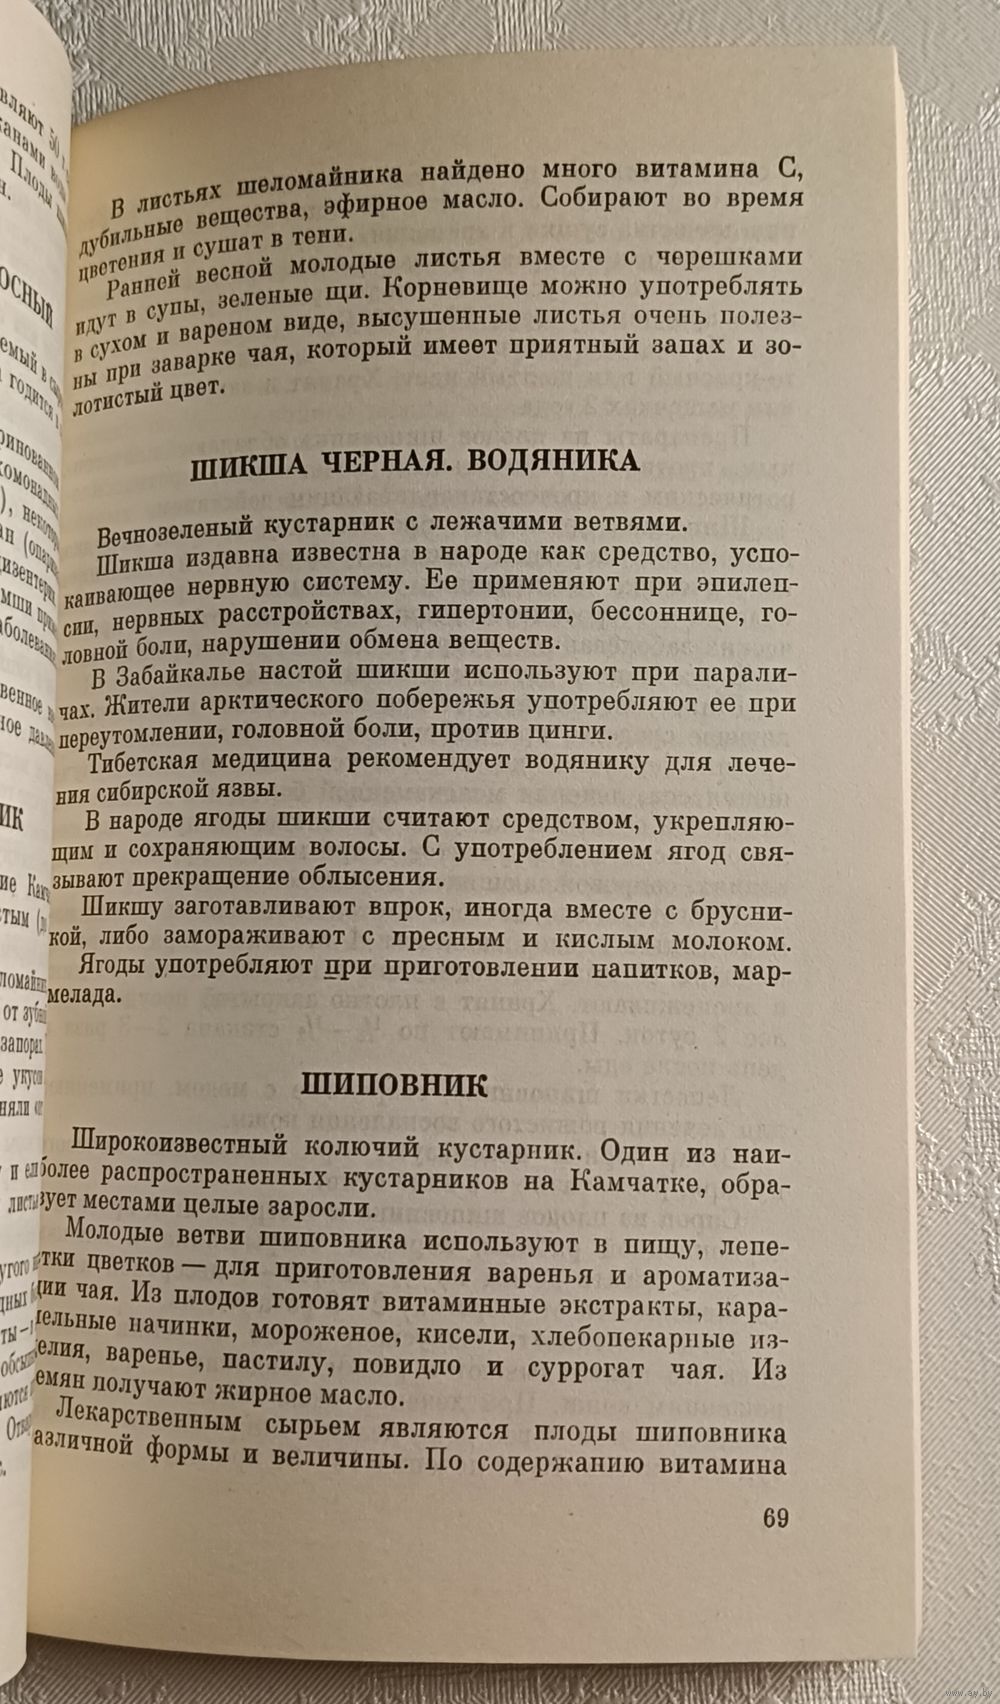 В листьях шеломайника найдено много витамина С,
дубильные вещества, эфирное масло. Собирают во время
цветения и сушат в тени.
Ранней весной молодые листья вместе с черешками
идут в супы, зеленые щи. Корневище можно употреблять
в сухом и вареном виде, высушенные листья очень полез-
ны при заварке чая, который имеет приятный запах и зо-
лотистый цвет.
ШИКША ЧЕРНАЯ. ВОДЯНИКА
Вечнозеленый кустарник с лежачими ветвями.
Шикша издавна известна в народе как средство, успо-
каивающее нервную систему. Ее применяют при эпилеп-
сии, нервных расстройствах, гипертонии, бессоннице, го-
ловной боли, нарушении обмена веществ.
В Забайкалье настой шикши используют при парали-
чах. Жители арктического побережья употребляют ее при
переутомлении, головной боли, против цинги.
Тибетская медицина рекомендует водянику для лече-
ния сибирской язвы.
В народе ягоды шикши считают средством, укрепляю-
щим и сохраняющим волосы. С употреблением ягод свя-
зывают прекращение облысения.
Шикшу заготавливают впрок, иногда вместе с брусни-
кой, либо замораживают с пресным и кислым молоком.
Ягоды употребляют при приготовлении напитков, мар-
мелада.
ШИПОВНИК
Широкоизвестный колючий кустарник. Один из наи-
более распространенных кустарников на Камчатке, обра-
зует местами целые заросли.
Молодые ветви шиповника используют в пищу, лепе-
тки цветков — для приготовления варенья и ароматиза-
ции чая. Из плодов готовят витаминные экстракты, кара-
мельные начинки, мороженое, кисели, хлебопекарные из-
елия, варенье, пастилу, повидло и суррогат чая. Из
емян получают жирное масло.
Лекарственным сырьем являются плоды шиповника
азличной формы и величины. По содержанию витамина
69
www.ay.by